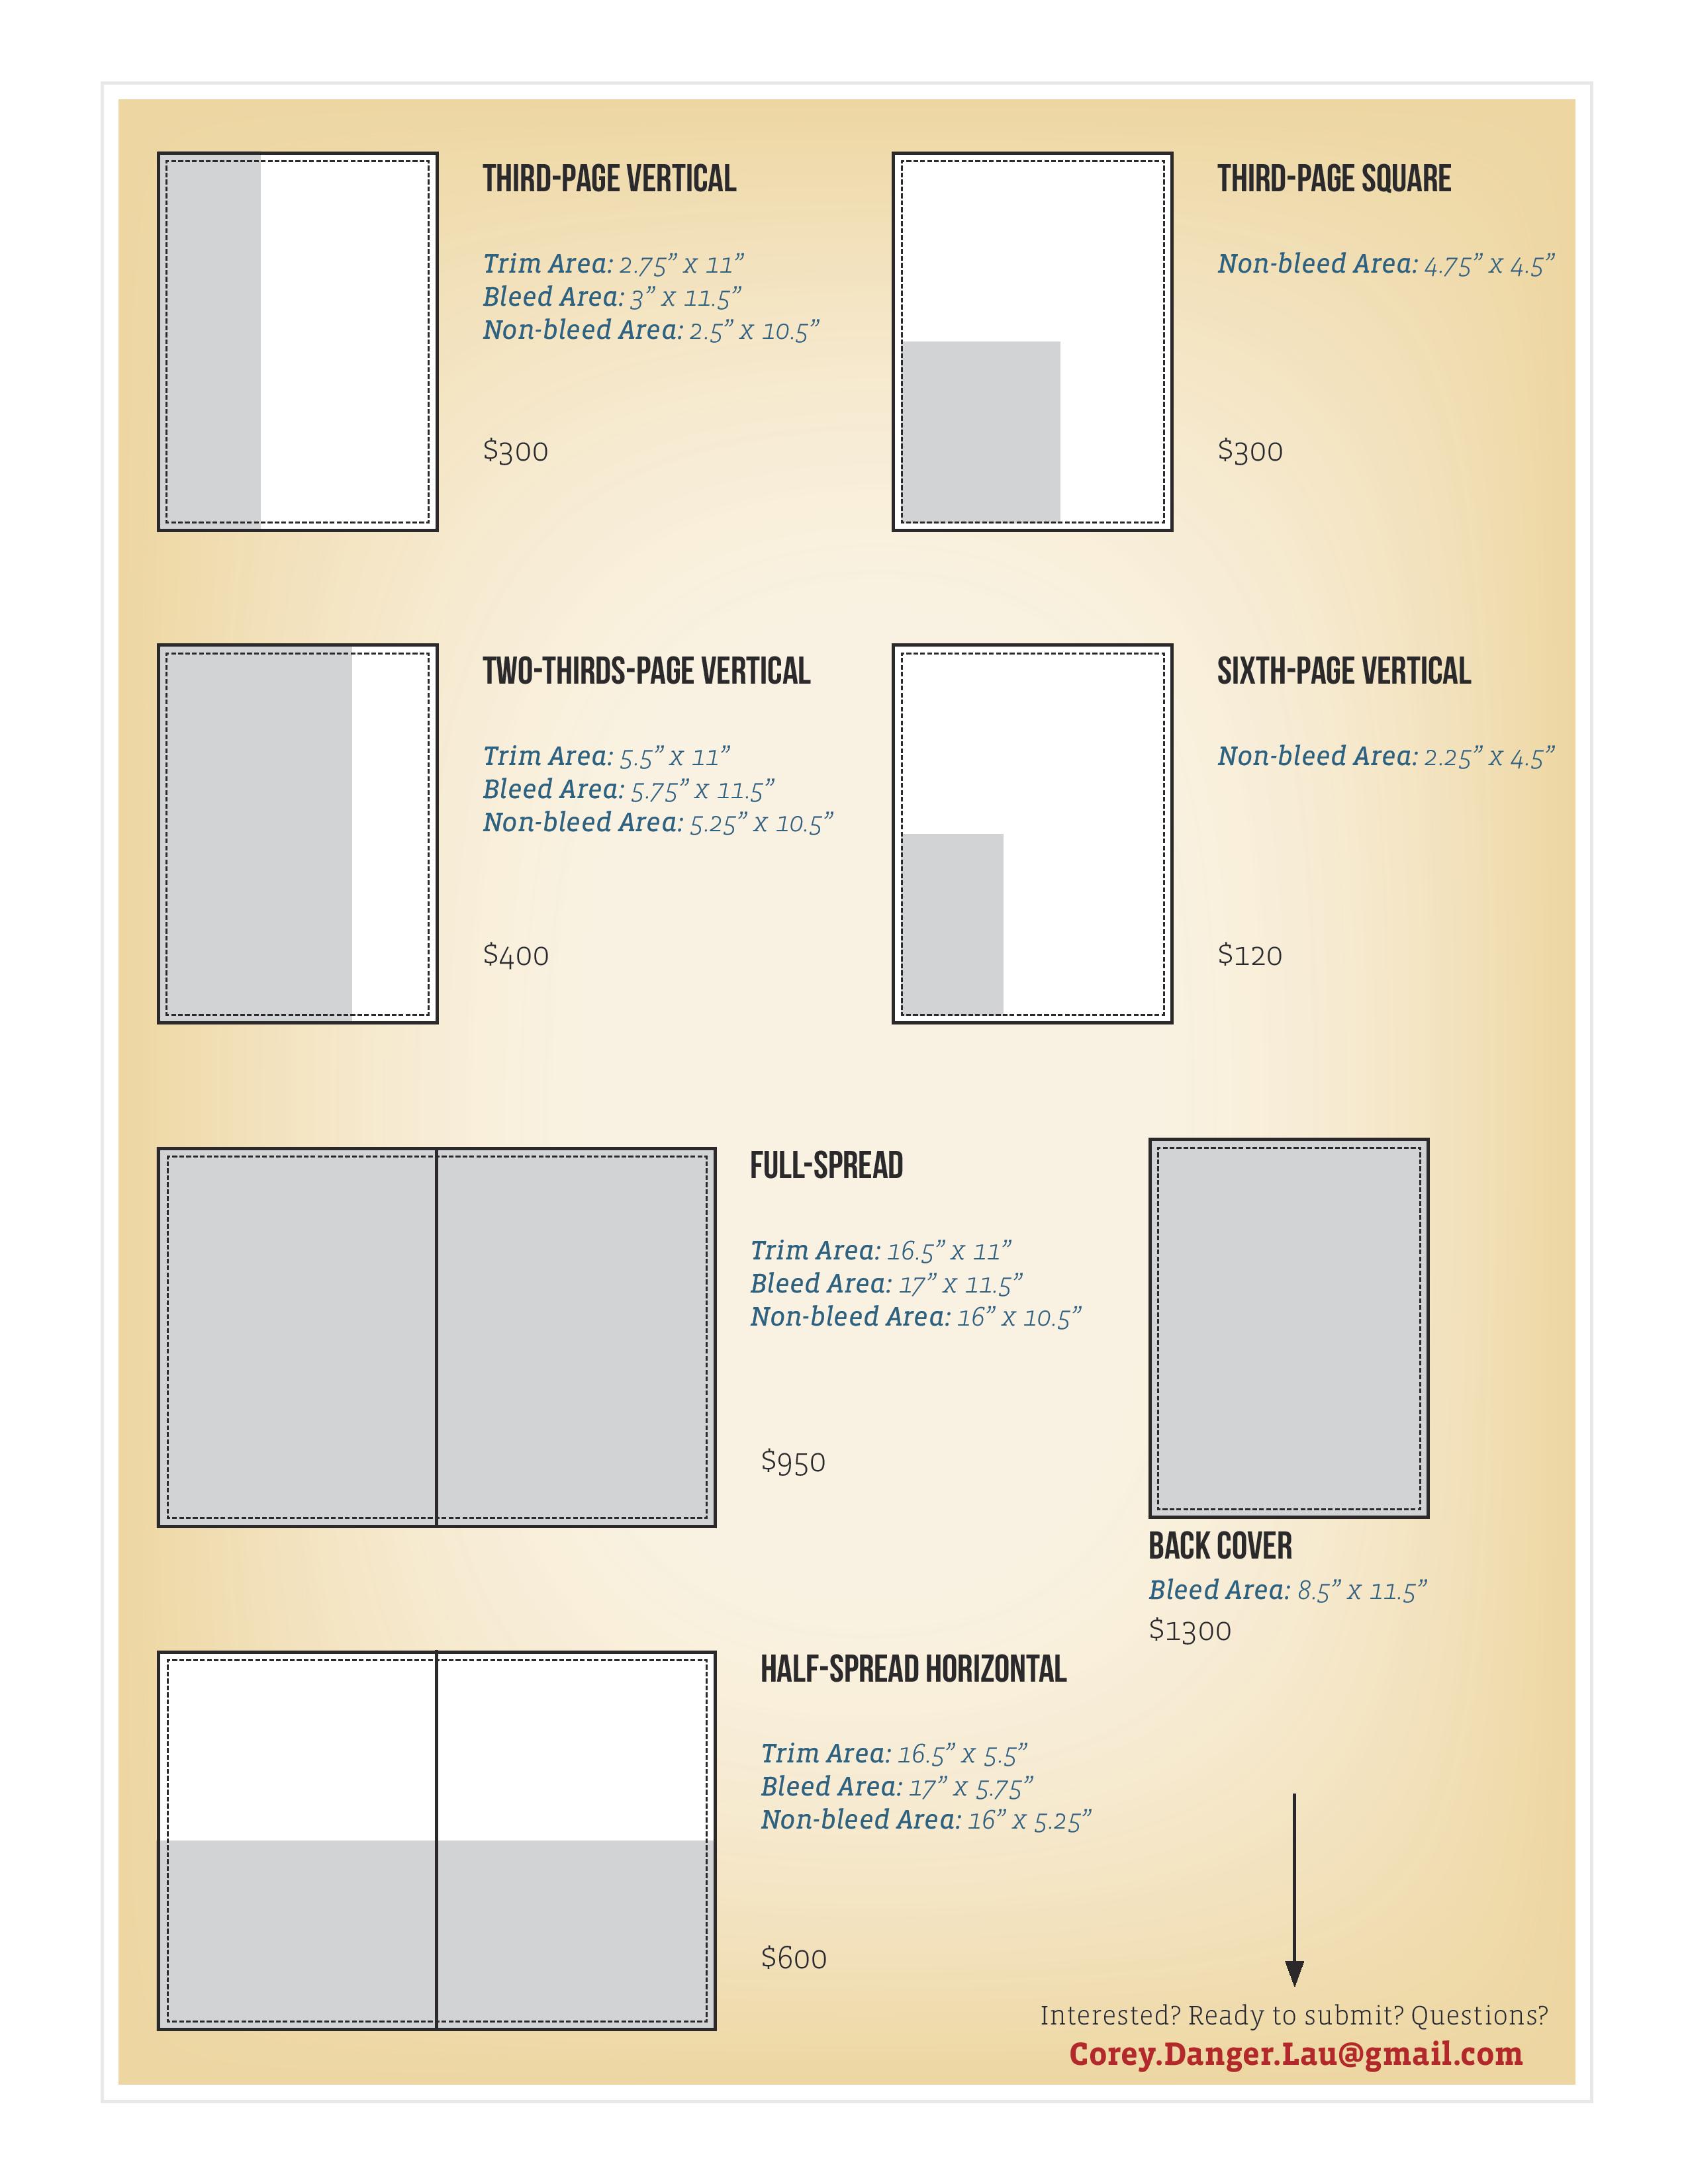 THIRD-PAGE VERTICAL
Trim Area: 2.75” x 11”
Bleed Area: 3” x 11.5”
Non-bleed Area: 2.5” x 10.5”
$300
THIRD-PAGE SQUARE
Non-bleed Area: 4.75” x 4.5”
$300
TWO-THIRDS-PAGE VERTICAL
Trim Area: 5.5” x 11”
Bleed Area: 5.75” x 11.5”
Non-bleed Area: 5.25” x 10.5”
$400
SIXTH-PAGE VERTICAL
Non-bleed Area: 2.25” x 4.5”
$120
FULL-SPREAD
Trim Area: 16.5” x 11”
Bleed Area: 17” x 11.5”
Non-bleed Area: 16” x 10.5”
$950
BACK COVER
Bleed Area: 8.5” x 11.5”
$1300
HALF-SPREAD HORIZONTAL
Trim Area: 16.5” x 5.5”
Bleed Area: 17” x 5.75”
Non-bleed Area: 16” x 5.25”
$600
Interested? Ready to submit? Questions?
Corey.Danger.Lau@gmail.com